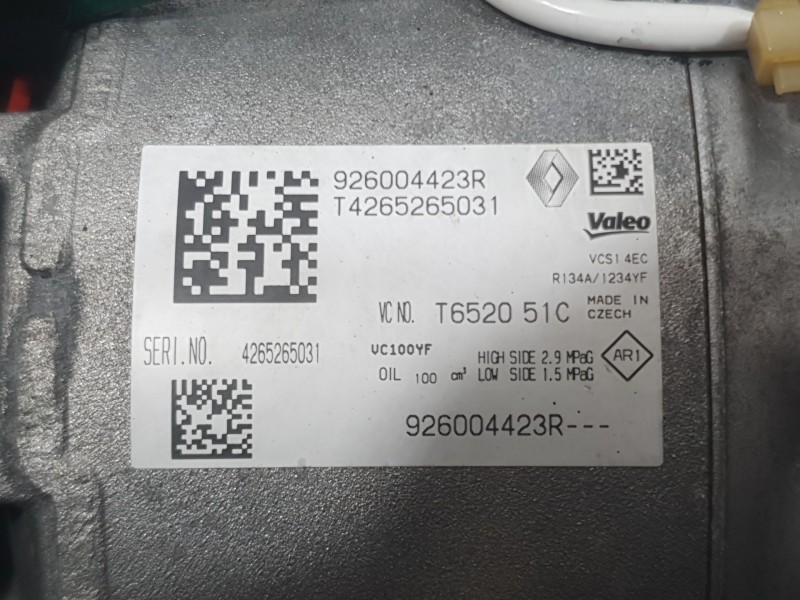 926004423R
T4265265031
Valeo
VCS14EC
R134A/1234YF
VC NO. T6520 51C
MADE IN
CZECH
SERI.NO. 4265265031
VC100YF
HIGH SIDE 2.9 MPaG
AR1
OIL 100 cm³ LOW SIDE 1.5 MPaG
926004423R---